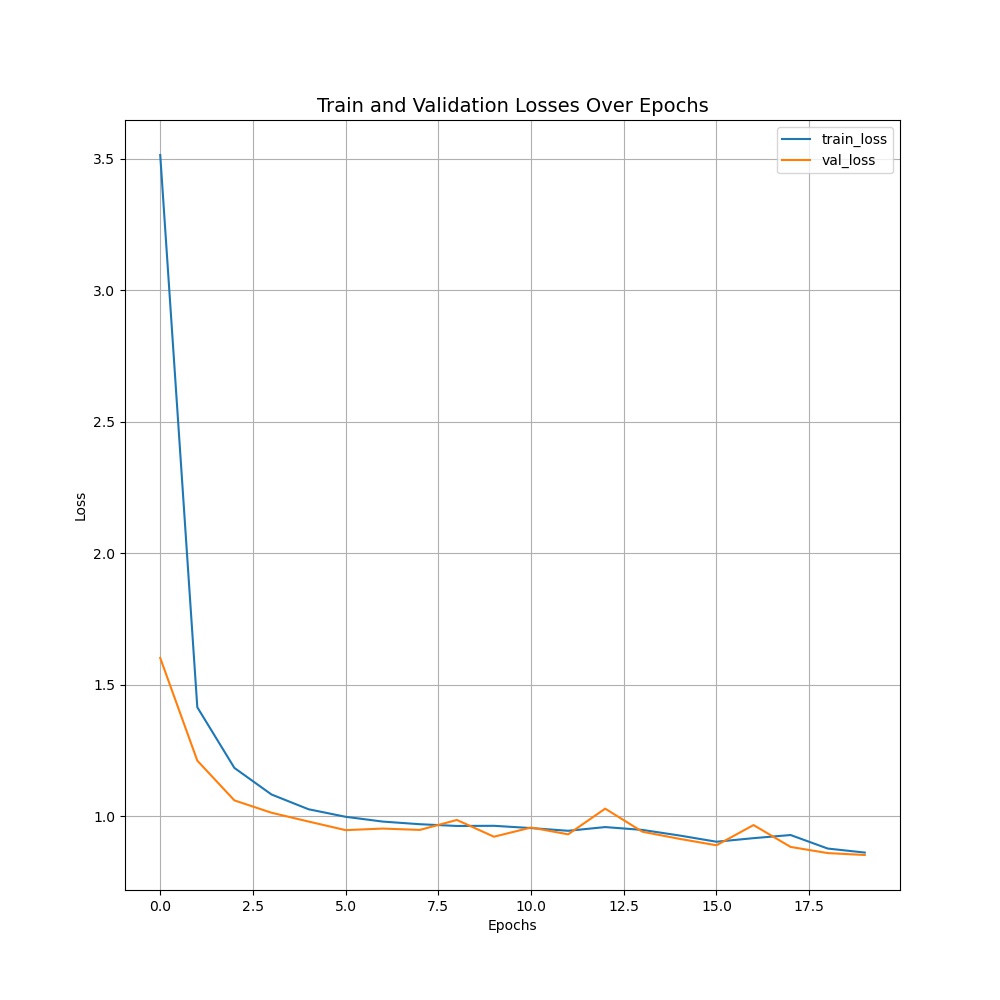 Train and Validation Losses Over Epochs
train_loss
val_loss
3.5
3.0
2.5
2.0
1.5
1.0
Loss
0.0 2.5 5.0 7.5 10.0 12.5 15.0 17.5
Epochs